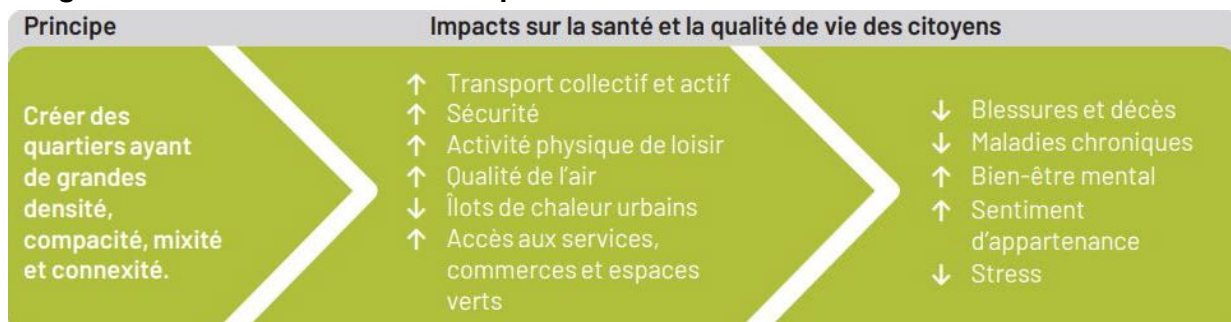 Principe
Impacts sur la santé et la qualité de vie des citoyens
Créer des
quartiers ayant
de grandes
densité,
compacité, mixité
et connexité.
↑ Transport collectif et actif
↑ Sécurité
↑ Activité physique de loisir
↑ Qualité de l'air
↓ Îlots de chaleur urbains
↑ Accès aux services,
commerces et espaces
verts
↓ Blessures et décès
↓ Maladies chroniques
↑ Bien-être mental
↑ Sentiment
d'appartenance
↓ Stress